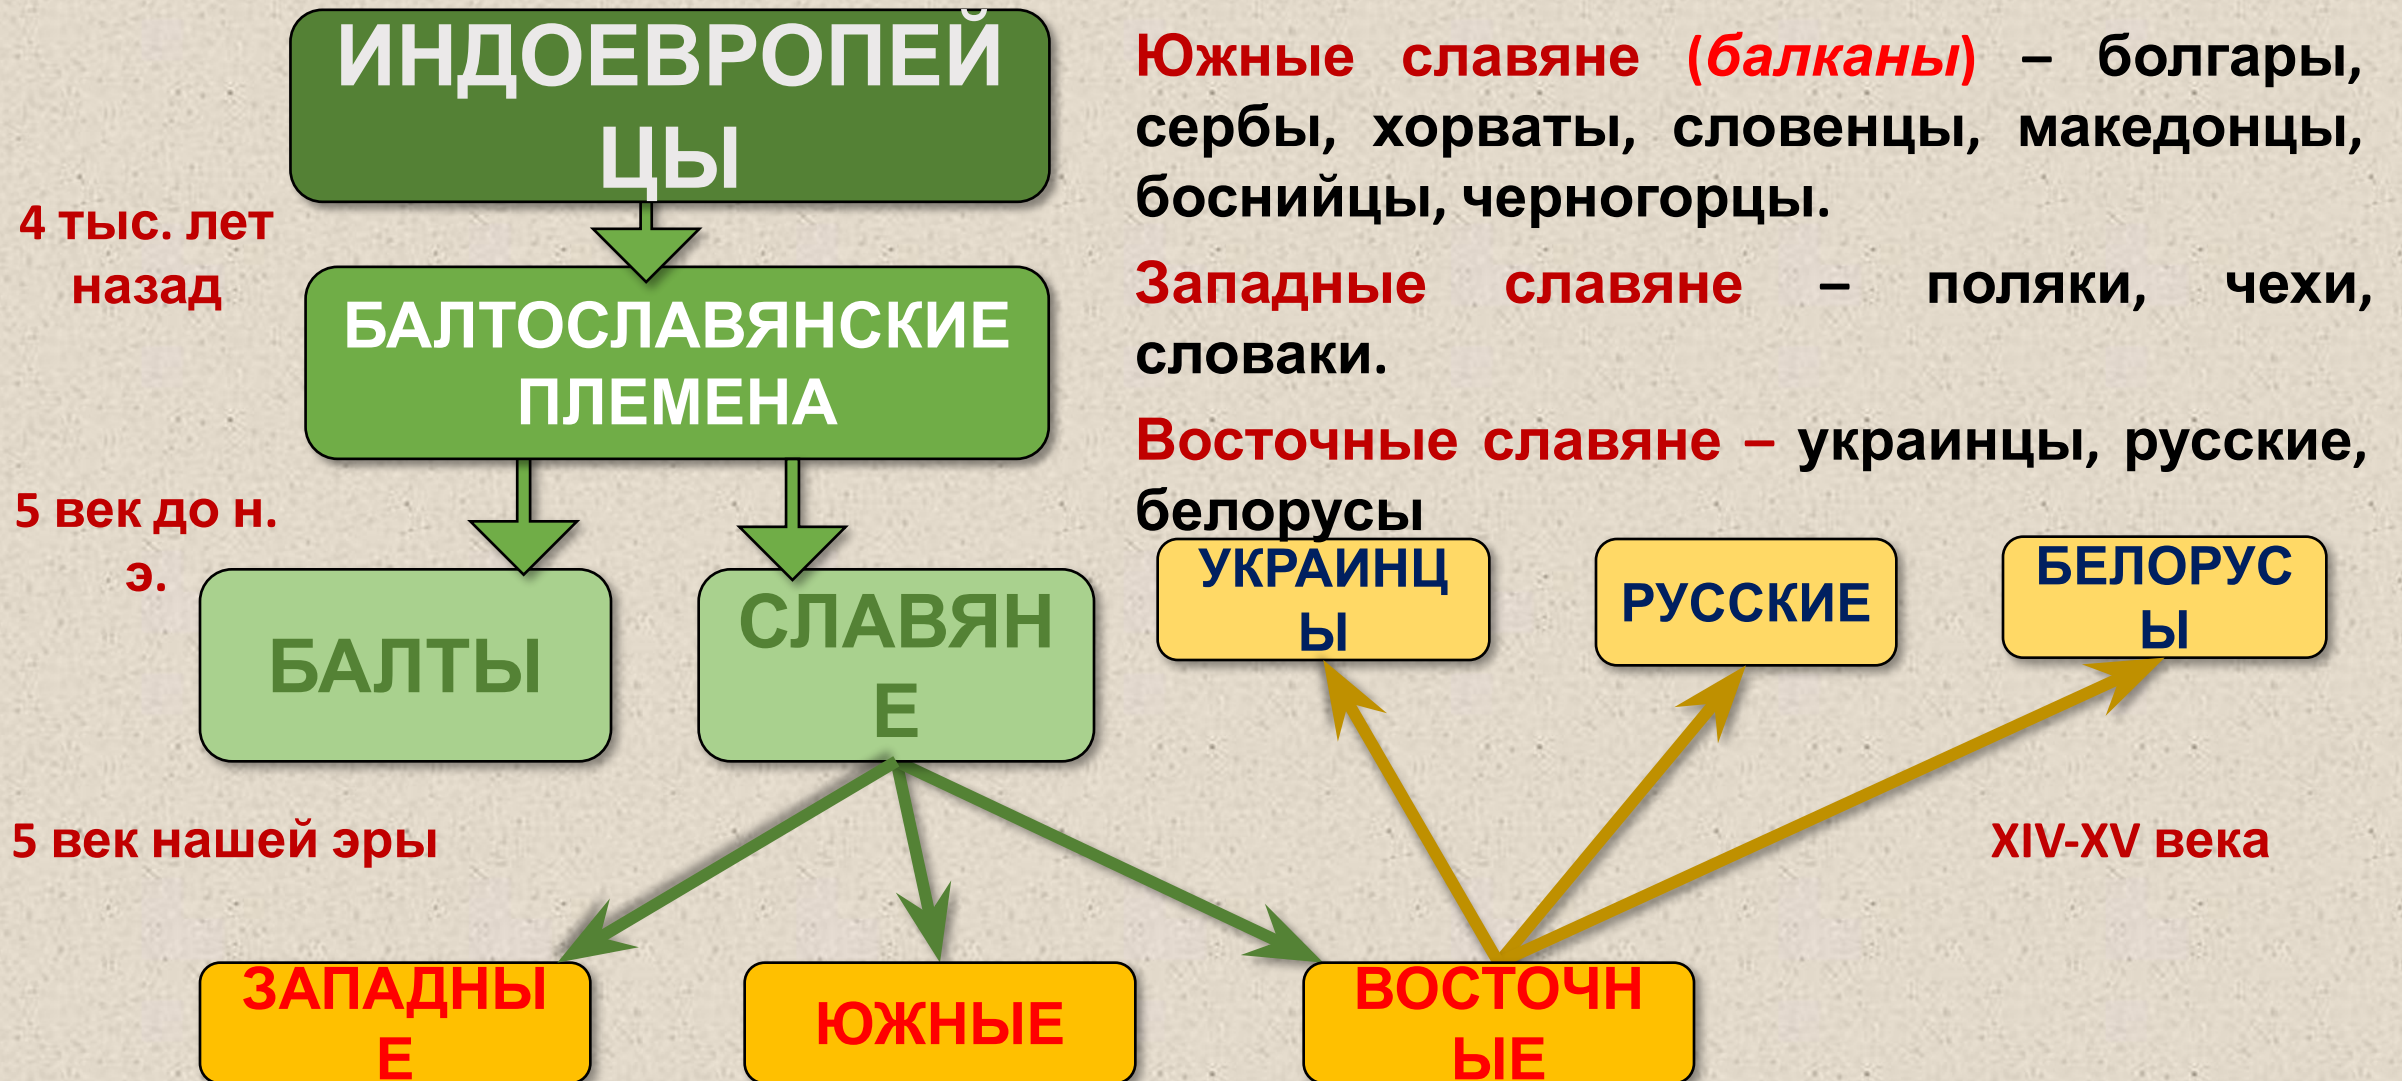 ИНДОЕВРОПЕЙ
ЦЫ
4 тыс. лет
назад
БАЛТОСЛАВЯНСКИЕ
ПЛЕМЕНА
5 век до н.
э.
БАЛТЫ
СЛАВЯН
Е
5 век нашей эры
ЗАПАДНЫ
Е
ЮЖНЫЕ
ВОСТОЧН
ЫЕ
Южные славяне (балканы) – болгары,
сербы, хорваты, словенцы, македонцы,
боснийцы, черногорцы.
Западные славяне – поляки, чехи,
словаки.
Восточные славяне – украинцы, русские,
белорусы
УКРАИНЦ
Ы
РУССКИЕ
БЕЛОРУС
Ы
XIV-XV века